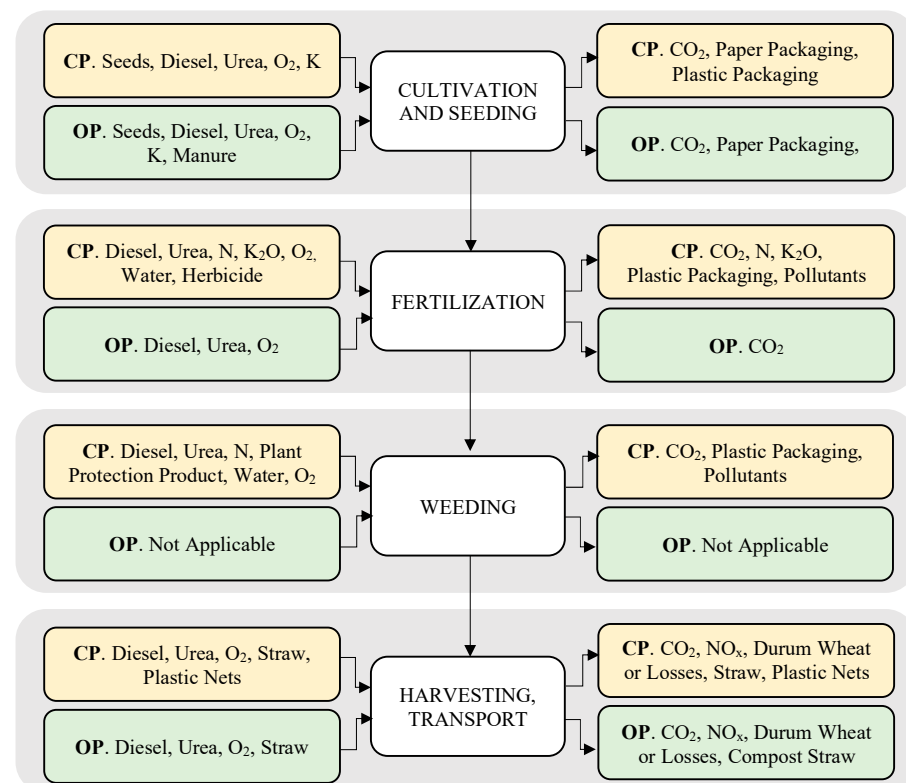 CP. Seeds, Diesel, Urea, O₂, K
OP. Seeds, Diesel, Urea, O₂,
K, Manure
CULTIVATION
AND SEEDING
CP. CO₂, Paper Packaging,
Plastic Packaging
OP. CO₂, Paper Packaging,
CP. Diesel, Urea, N, K₂O, O₂,
Water, Herbicide
OP. Diesel, Urea, O₂
FERTILIZATION
CP. CO₂, N, K₂O,
Plastic Packaging, Pollutants
OP. CO₂
CP. Diesel, Urea, N, Plant
Protection Product, Water, O₂
OP. Not Applicable
WEEDING
CP. CO₂, Plastic Packaging,
Pollutants
OP. Not Applicable
CP. Diesel, Urea, O₂, Straw,
Plastic Nets
OP. Diesel, Urea, O₂, Straw
HARVESTING,
TRANSPORT
CP. CO₂, NOₓ, Durum Wheat
or Losses, Straw, Plastic Nets
OP. CO₂, NOₓ, Durum Wheat
or Losses, Compost Straw